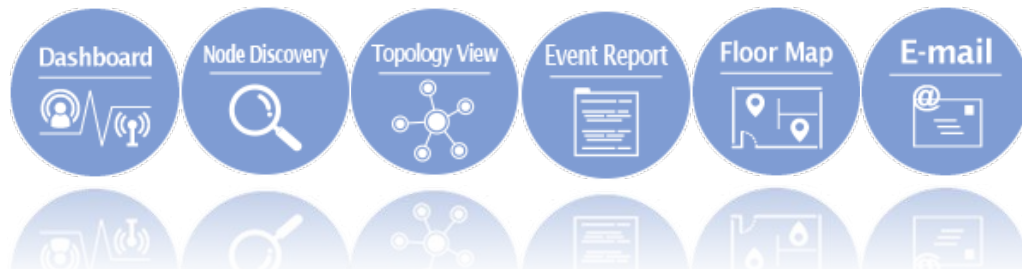 Dashboard
Node Discovery
Topology View
Event Report
Floor Map
E-mail
@